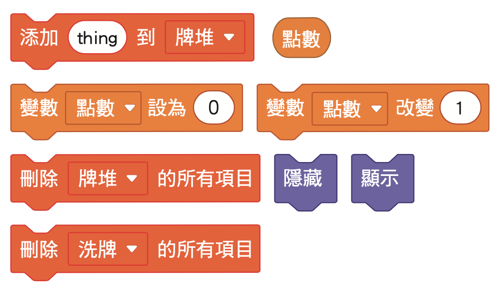 添加 thing 到 牌堆 點數
變數 點數 設為 0 變數 點數 改變 1
刪除 牌堆 的所有項目 隱藏 顯示
刪除 洗牌 的所有項目